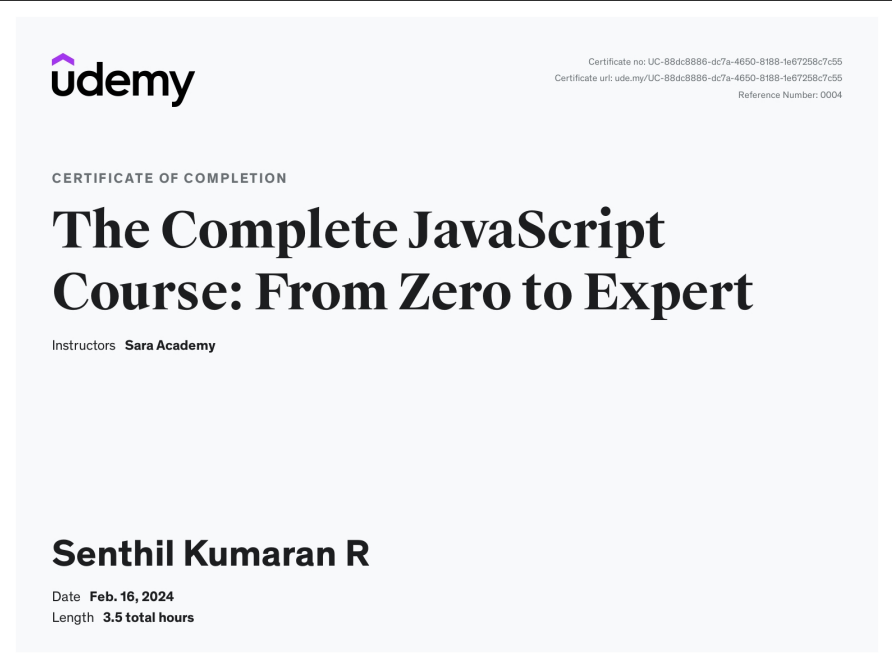 udemy
Certificate no: UC-88dc8886-dc7a-4650-8188-1e67258c7c55
Certificate url: ude.my/UC-88dc8886-dc7a-4650-8188-1e67258c7c55
Reference Number: 0004
CERTIFICATE OF COMPLETION
The Complete JavaScript
Course: From Zero to Expert
Instructors Sara Academy
Senthil Kumaran R
Date Feb. 16, 2024
Length 3.5 total hours